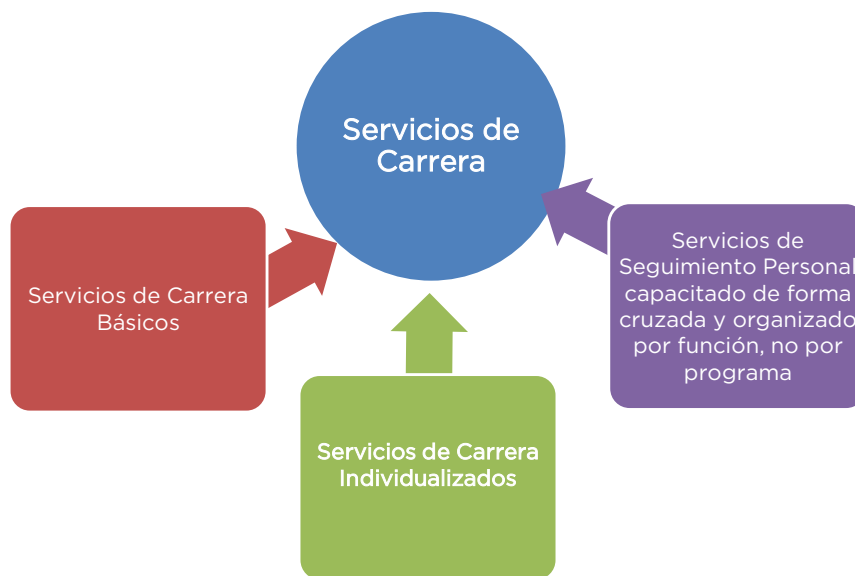 Servicios de
Carrera
Servicios de Carrera
Básicos
Servicios de
Seguimiento Personal
capacitado de forma
cruzada y organizado
por función, no por
programa
Servicios de Carrera
Individualizados